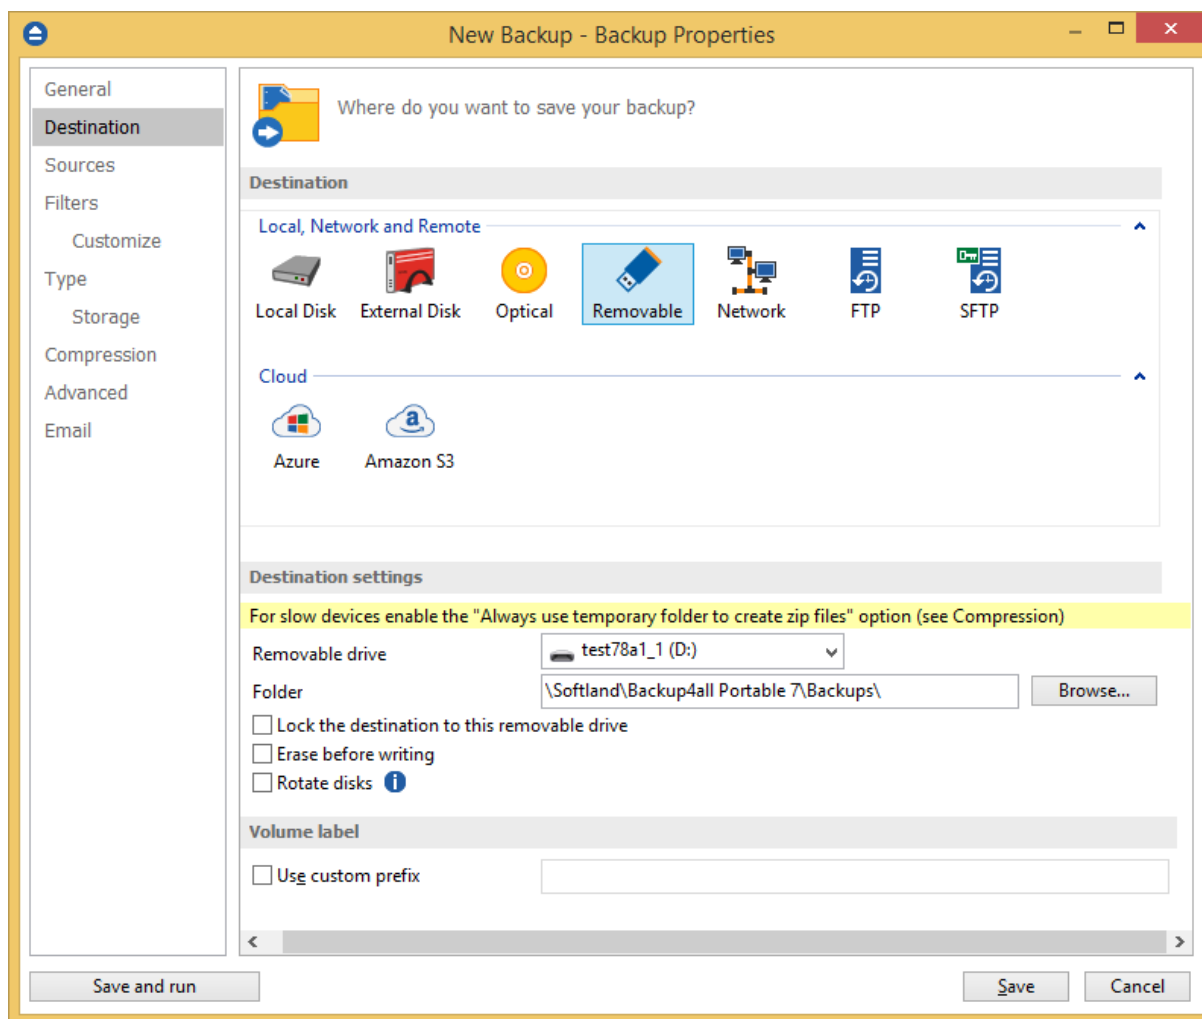 New Backup - Backup Properties
General
Destination
Sources
Filters
Customize
Type
Storage
Compression
Advanced
Email
Where do you want to save your backup?
Destination
Local, Network and Remote
Local Disk External Disk Optical Removable Network FTP SFTP
Cloud
a
Azure Amazon S3
Destination settings
For slow devices enable the "Always use temporary folder to create zip files" option (see Compression)
Removable drive test78a1_1 (D:)
Folder \Softland\Backup4all Portable 7\Backups\ Browse...
Lock the destination to this removable drive
Erase before writing
Rotate disks i
Volume label
Use custom prefix
Save and run Save Cancel